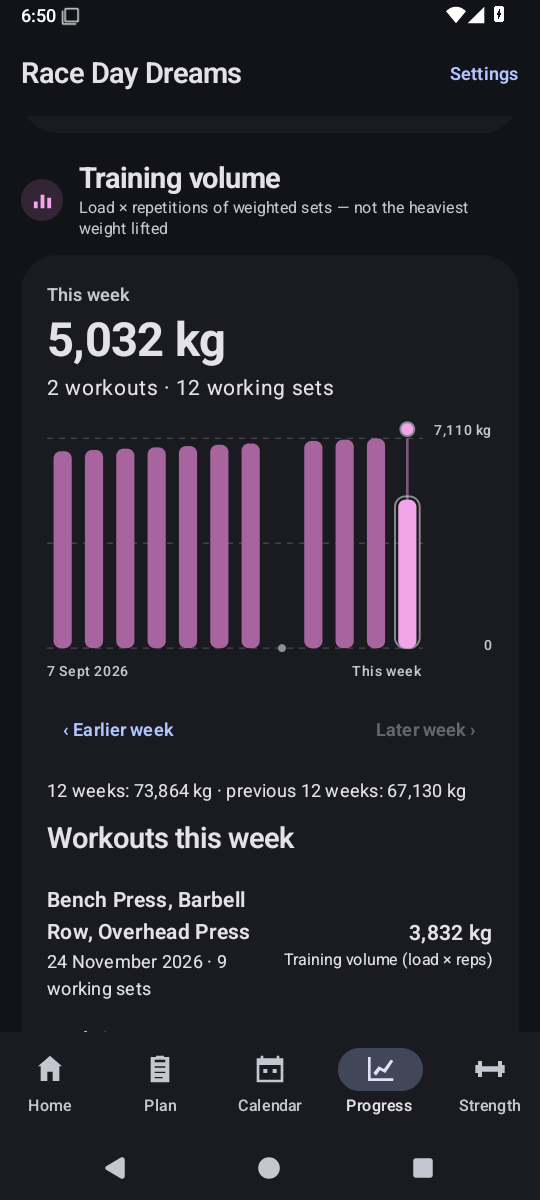 6:50
Race Day Dreams
Settings
Training volume
Load × repetitions of weighted sets — not the heaviest
weight lifted
This week
5,032 kg
2 workouts · 12 working sets
7,110 kg
0
7 Sept 2026
This week
‹ Earlier week
Later week ›
12 weeks: 73,864 kg · previous 12 weeks: 67,130 kg
Workouts this week
Bench Press, Barbell
Row, Overhead Press
3,832 kg
24 November 2026 · 9
working sets
Training volume (load × reps)
Home
Plan
Calendar
Progress
Strength